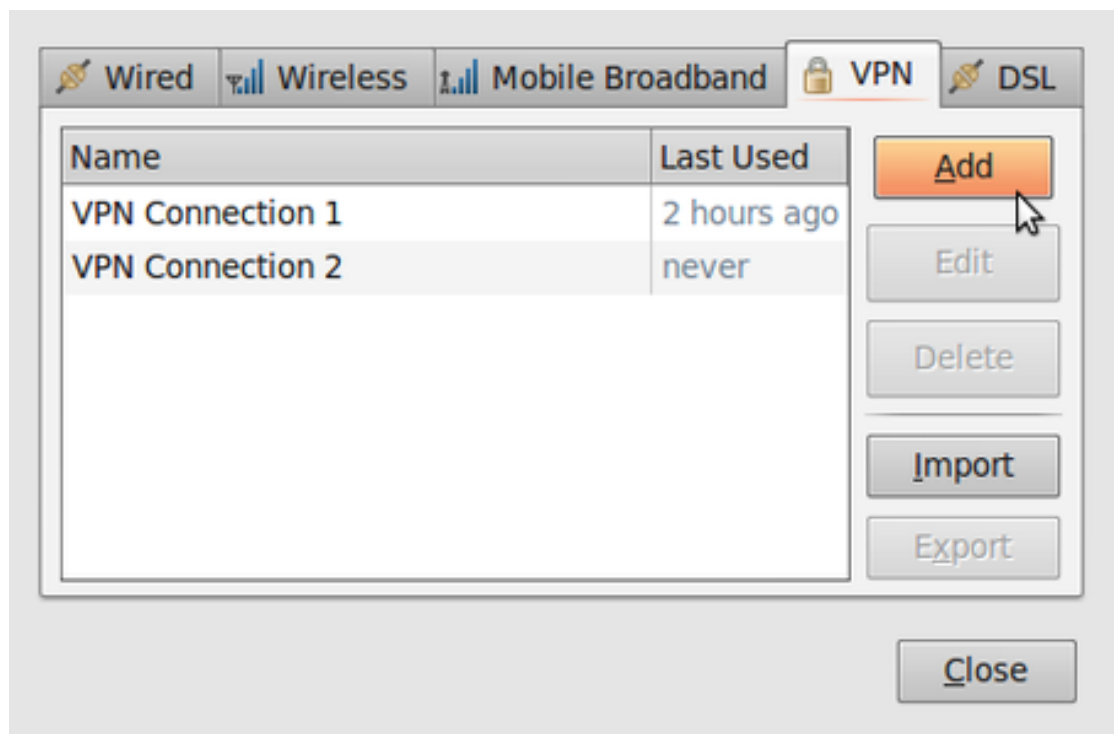 Wired Wireless Mobile Broadband VPN DSL
Name Last Used
Add
VPN Connection 1 2 hours ago
VPN Connection 2 never
Edit
Delete
Import
Export
Close